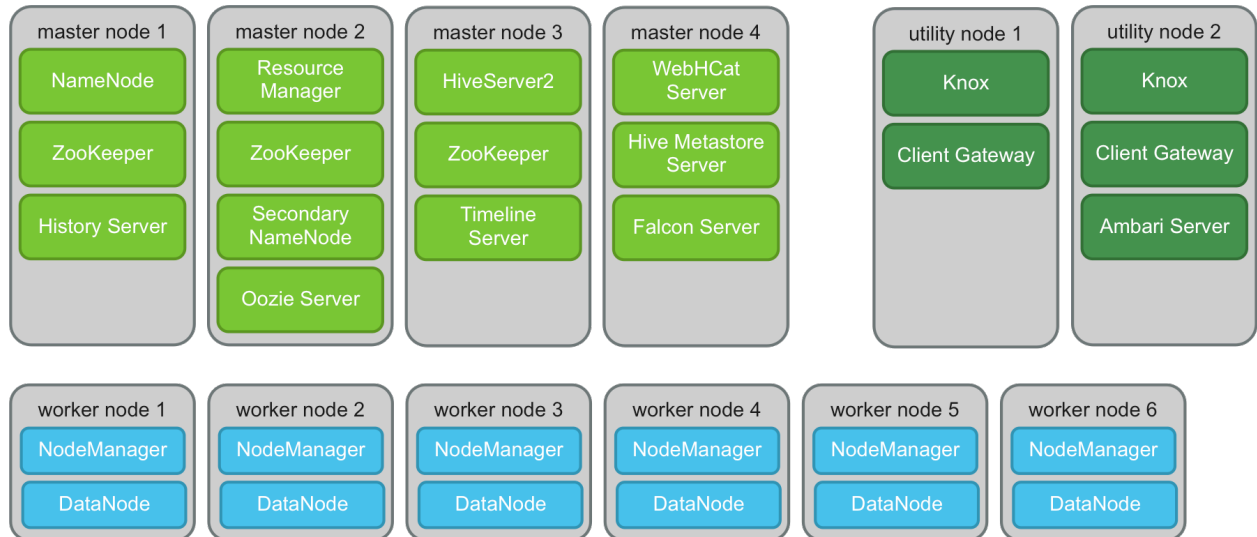 master node 1
NameNode
ZooKeeper
History Server
master node 2
Resource
Manager
ZooKeeper
Secondary
NameNode
Oozie Server
master node 3
HiveServer2
ZooKeeper
Timeline
Server
master node 4
WebHCat
Server
Hive Metastore
Server
Falcon Server
utility node 1
Knox
Client Gateway
utility node 2
Knox
Client Gateway
Ambari Server
worker node 1
NodeManager
DataNode
worker node 2
NodeManager
DataNode
worker node 3
NodeManager
DataNode
worker node 4
NodeManager
DataNode
worker node 5
NodeManager
DataNode
worker node 6
NodeManager
DataNode